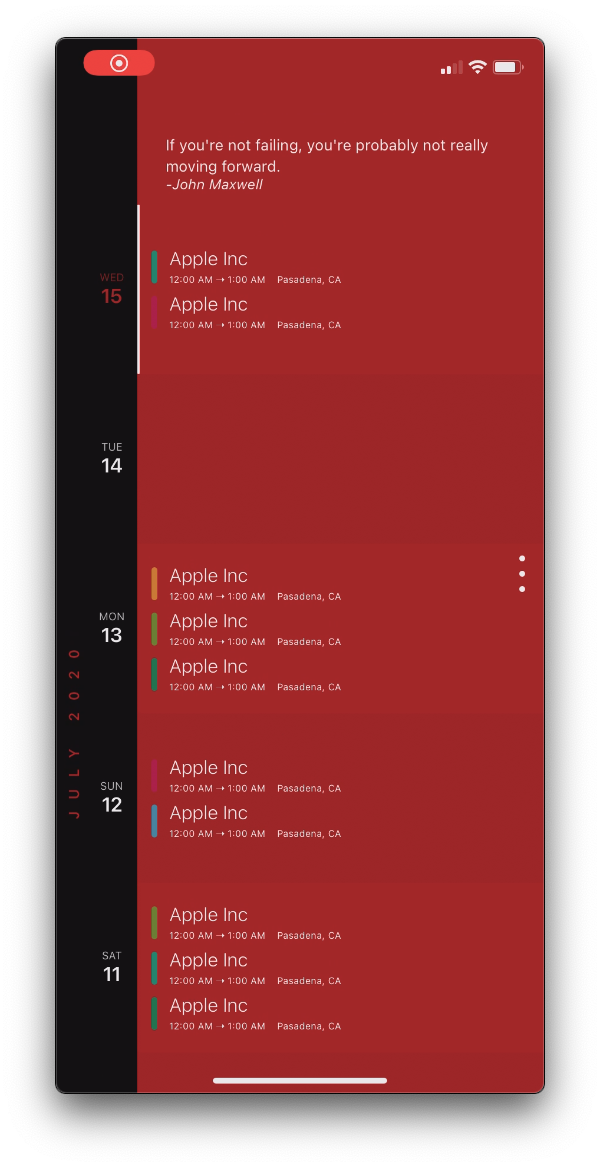 If you're not failing, you're probably not really
moving forward.
-John Maxwell
WED
15
Apple Inc
12:00 AM → 1:00 AM Pasadena, CA
Apple Inc
12:00 AM → 1:00 AM Pasadena, CA
TUE
14
MON
13
Apple Inc
12:00 AM → 1:00 AM Pasadena, CA
Apple Inc
12:00 AM → 1:00 AM Pasadena, CA
Apple Inc
12:00 AM → 1:00 AM Pasadena, CA
JULY 2020
SUN
12
Apple Inc
12:00 AM → 1:00 AM Pasadena, CA
Apple Inc
12:00 AM → 1:00 AM Pasadena, CA
SAT
11
Apple Inc
12:00 AM → 1:00 AM Pasadena, CA
Apple Inc
12:00 AM → 1:00 AM Pasadena, CA
Apple Inc
12:00 AM → 1:00 AM Pasadena, CA